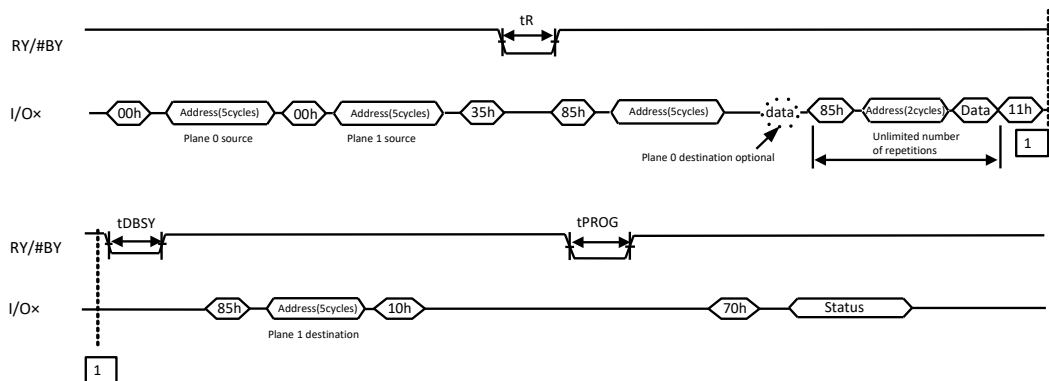 tR
RY/#BY
I/O×
00h Address(5cycles) 00h Address(5cycles) 35h 85h Address(5cycles) data 85h Address(2cycles) Data 11h
Plane 0 source Plane 1 source
Plane 0 destination optional
Unlimited number
of repetitions
1
tDBSY tPROG
RY/#BY
I/O×
85h Address(5cycles) 10h 70h Status
Plane 1 destination
1